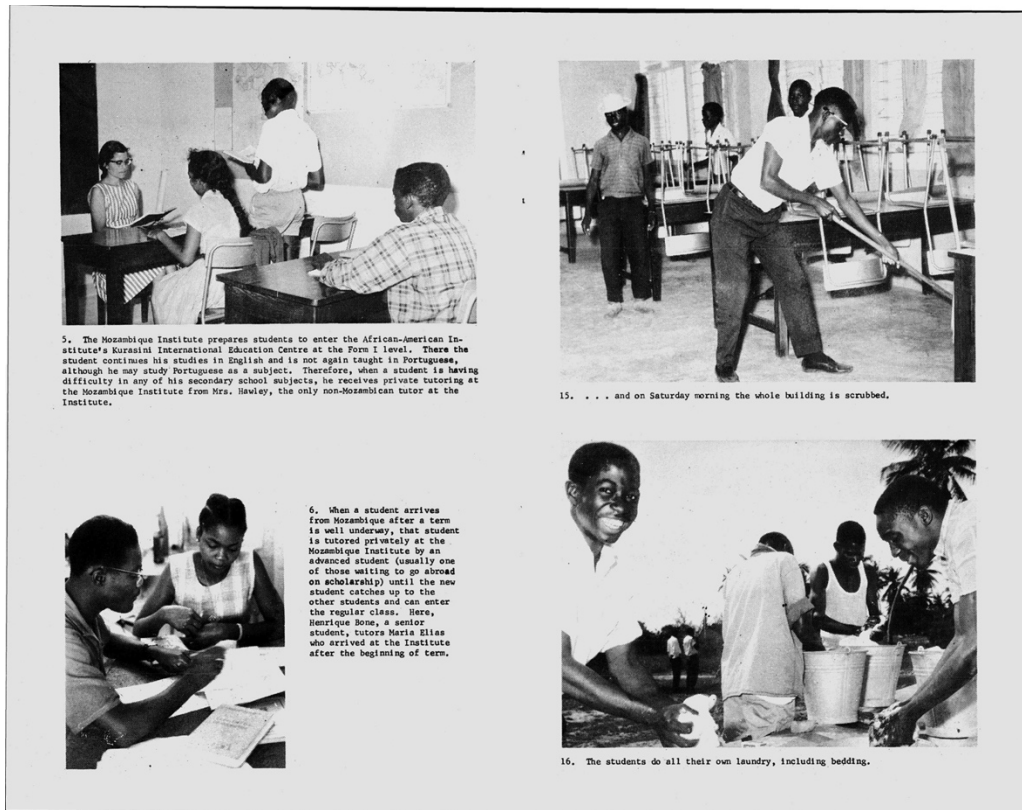 5. The Mozambique Institute prepares students to enter the African-American In-
stitute's Kurasini International Education Centre at the Form I level. There the
student continues his studies in English and is not again taught in Portuguese,
although he may study Portuguese as a subject. Therefore, when a student is having
difficulty in any of his secondary school subjects, he receives private tutoring at
the Mozambique Institute from Mrs. Hawley, the only non-Mozambican tutor at the
Institute.
6. When a student arrives
from Mozambique after a term
is well underway, that student
is tutored privately at the
Mozambique Institute by an
advanced student (usually one
of those waiting to go abroad
on scholarship) until the new
student catches up to the
other students and can enter
the regular class. Here,
Henrique Bone, a senior
student, tutors Maria Elias
who arrived at the Institute
after the beginning of term.
15. . . . and on Saturday morning the whole building is scrubbed.
16. The students do all their own laundry, including bedding.